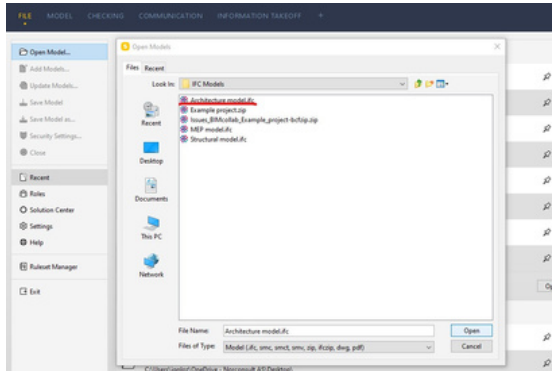 FILE MODEL CHECKING COMMUNICATION INFORMATION TAKEOFF +
Open Model...
Add Models...
Update Models...
Save Model
Save Model as...
Security Settings...
Close
Recent
Roles
Solution Center
Settings
Help
Ruleset Manager
Exit
Open Models
Files Recent
Look In: IFC Models
Architecture model.ifc
Example project.zip
Issues_BIMcollab_Example_project-bcfzip.zip
MEP model.ifc
Structural model.ifc
Recent
Desktop
Documents
This PC
Network
File Name: Architecture model.ifc
Open
Files of Type: Model (.ifc, smc, smct, smv, zip, ifczip, dwg, pdf)
Cancel